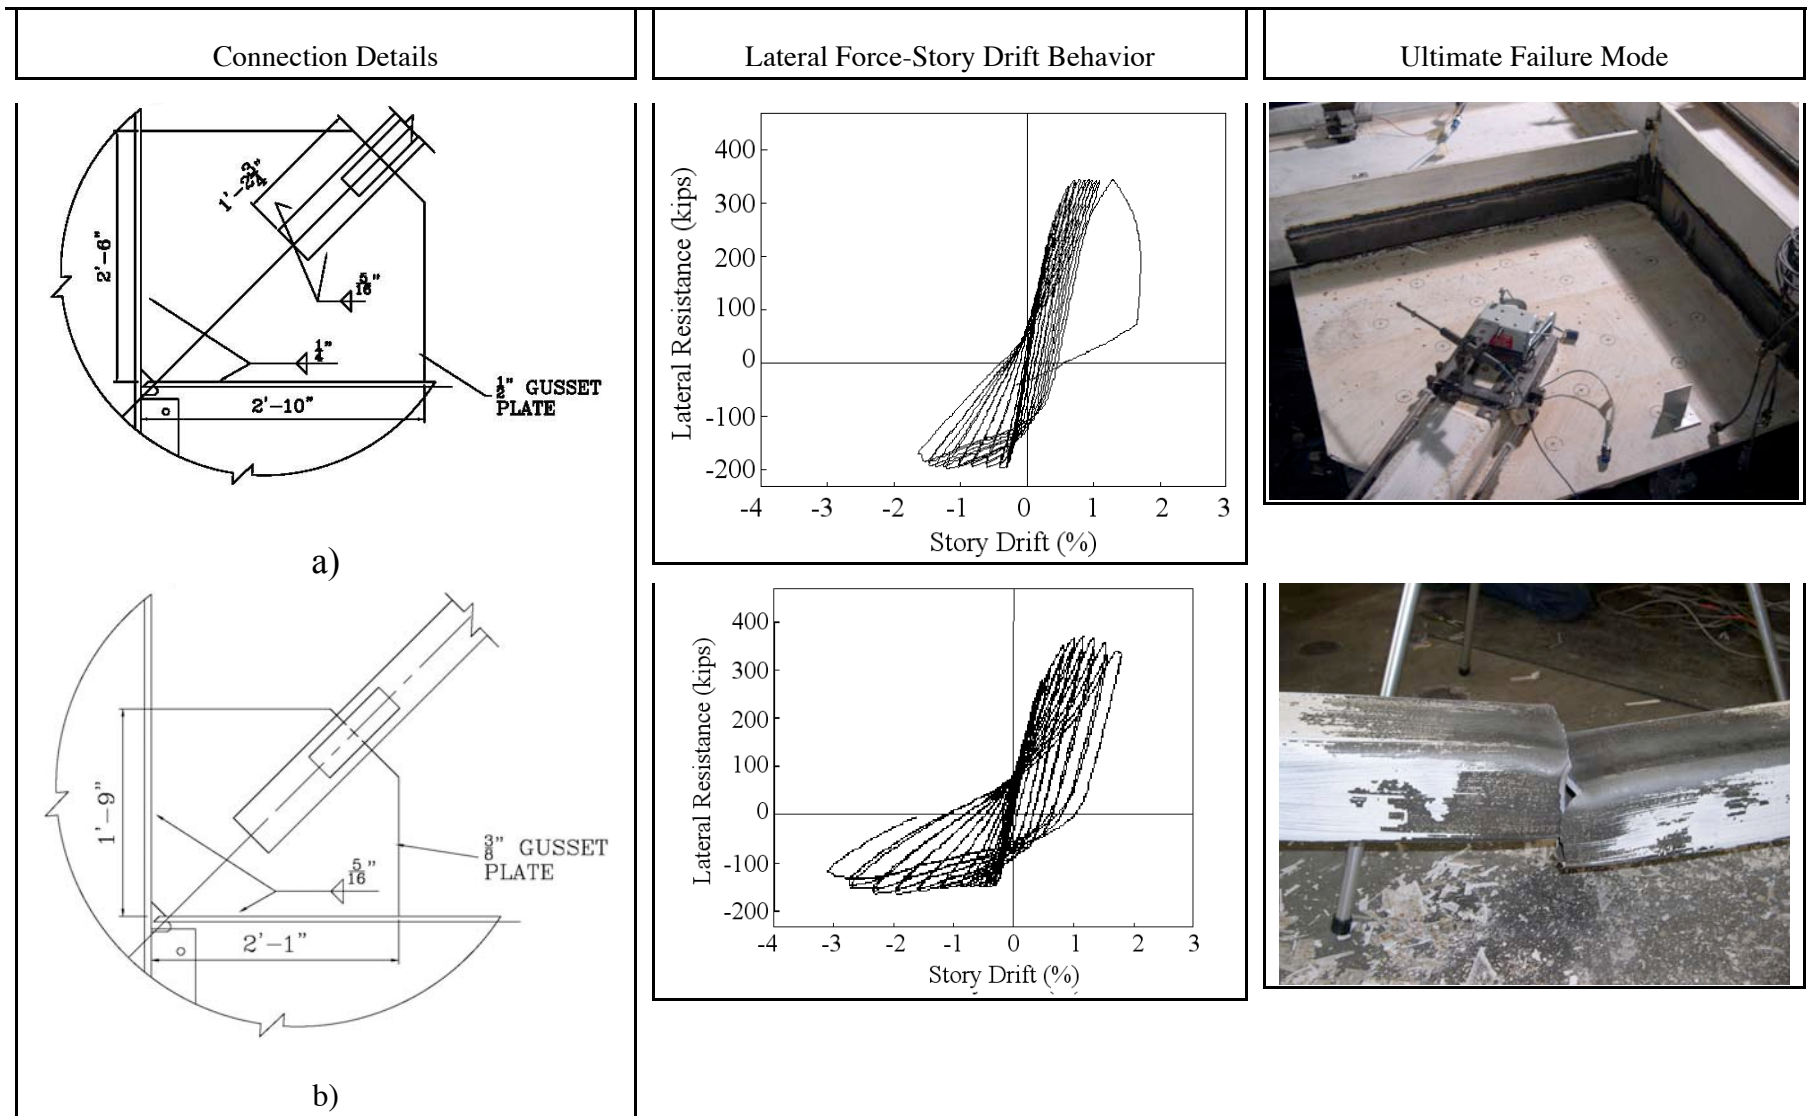 Connection Details
Lateral Force-Story Drift Behavior
Ultimate Failure Mode
1'-2 3/4"
2'-6"
5/16"
1/4"
2'-10"
1/2" GUSSET
PLATE
a)
Lateral Resistance (kips)
400
300
200
100
0
-100
-200
-4 -3 -2 -1 0 1 2 3
Story Drift (%)
1'-9"
5/16"
2'-1"
3/8" GUSSET
PLATE
b)
Lateral Resistance (kips)
400
300
200
100
0
-100
-200
-4 -3 -2 -1 0 1 2 3
Story Drift (%)